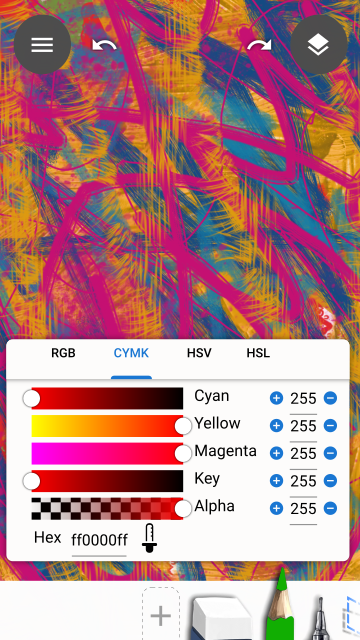 RGB CYMK HSV HSL
Cyan 255
Yellow 255
Magenta 255
Key 255
Alpha 255
Hex ff0000ff